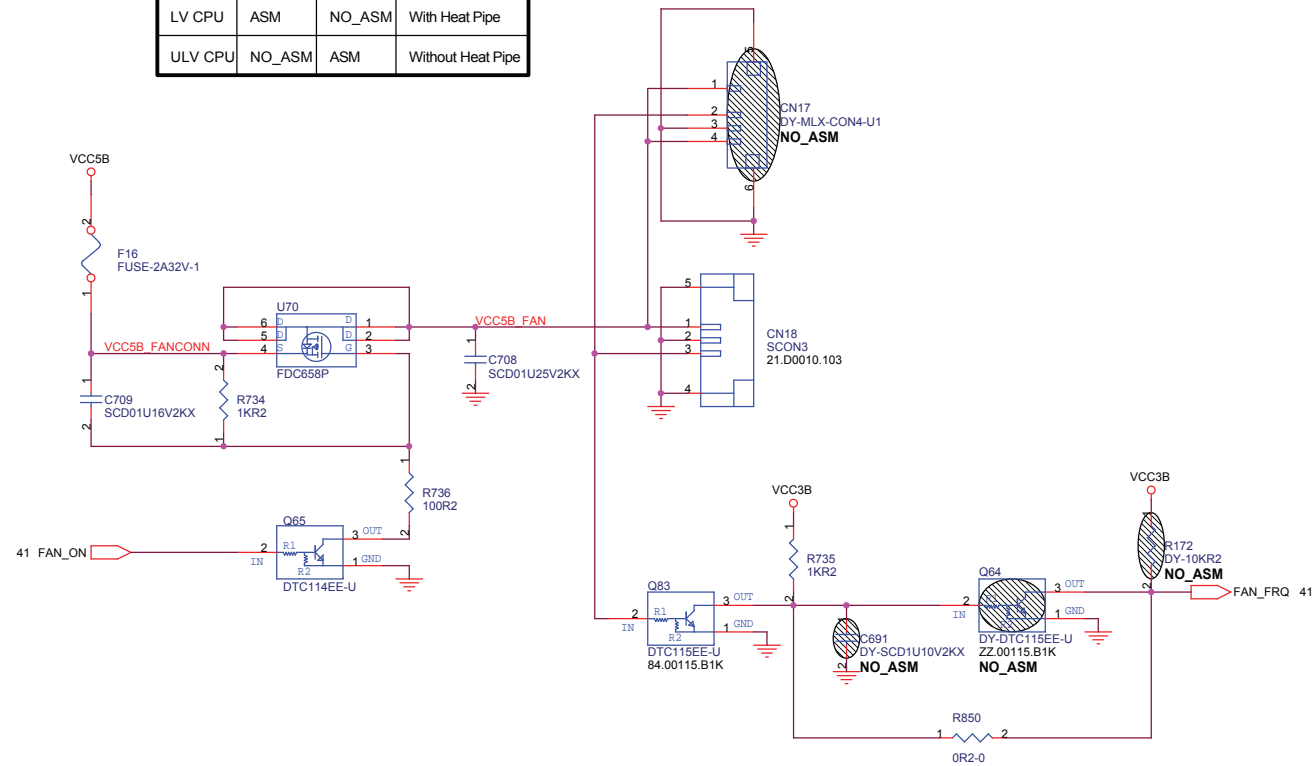 LV CPU ASM NO_ASM With Heat Pipe
ULV CPU NO_ASM ASM Without Heat Pipe
5
1
2
3
4
6
CN17
DY-MLX-CON4-U1
NO_ASM
VCC5B
2
F16
FUSE-2A32V-1
1
U70
6 D D 1
5 D D 2
4 S G 3
FDC658P
VCC5B_FANCONN
VCC5B_FAN
1
C708
SCD01U25V2KX
2
5
1
2
3
4
CN18
SCON3
21.D0010.103
1
C709
SCD01U16V2KX
2
2
R734
1KR2
1
1
R736
100R2
2
41 FAN_ON
Q65
2 IN
R1
R2
3 OUT
1 GND
DTC114EE-U
VCC3B
1
R735
1KR2
2
Q83
2 IN
R1
R2
3 OUT
1 GND
DTC115EE-U
84.00115.B1K
1
C691
DY-SCD1U10V2KX
2
NO_ASM
Q64
2 IN
R1
R2
3 OUT
1 GND
DY-DTC115EE-U
ZZ.00115.B1K
NO_ASM
VCC3B
1
R172
DY-10KR2
NO_ASM
2
FAN_FRQ 41
R850
1 2
0R2-0